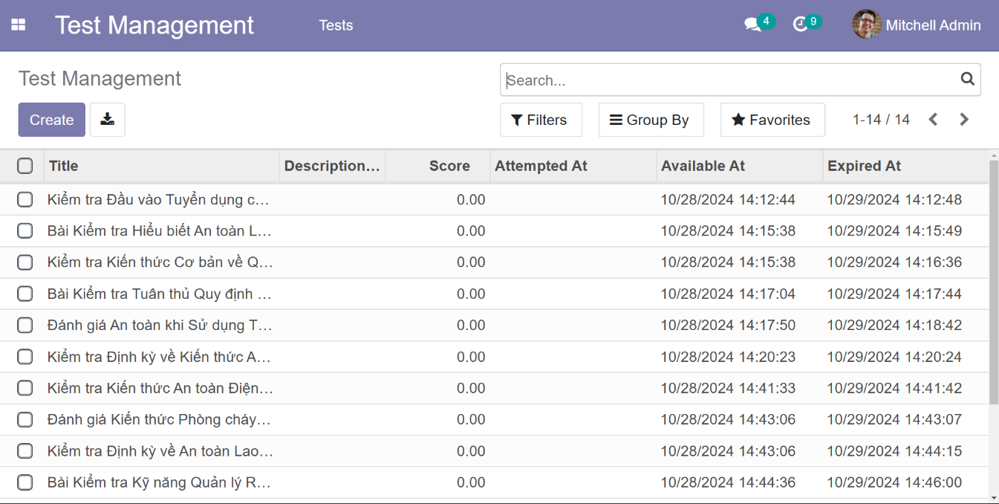 Test Management Tests 4 9 Mitchell Admin
Test Management
Search...
Create Filters Group By Favorites 1-14 / 14
Title Description... Score Attempted At Available At Expired At
Kiểm tra Đầu vào Tuyển dụng c... 0.00 10/28/2024 14:12:44 10/29/2024 14:12:48
Bài Kiểm tra Hiểu biết An toàn L... 0.00 10/28/2024 14:15:38 10/29/2024 14:15:49
Kiểm tra Kiến thức Cơ bản về Q... 0.00 10/28/2024 14:15:38 10/29/2024 14:16:36
Bài Kiểm tra Tuân thủ Quy định ... 0.00 10/28/2024 14:17:04 10/29/2024 14:17:44
Đánh giá An toàn khi Sử dụng T... 0.00 10/28/2024 14:17:50 10/29/2024 14:18:42
Kiểm tra Định kỳ về Kiến thức A... 0.00 10/28/2024 14:20:23 10/29/2024 14:20:24
Kiểm tra Kiến thức An toàn Điện... 0.00 10/28/2024 14:41:33 10/29/2024 14:41:42
Đánh giá Kiến thức Phòng cháy... 0.00 10/28/2024 14:43:06 10/29/2024 14:43:07
Kiểm tra Định kỳ về An toàn Lao... 0.00 10/28/2024 14:43:06 10/29/2024 14:44:15
Bài Kiểm tra Kỹ năng Quản lý R... 0.00 10/28/2024 14:44:36 10/29/2024 14:46:00